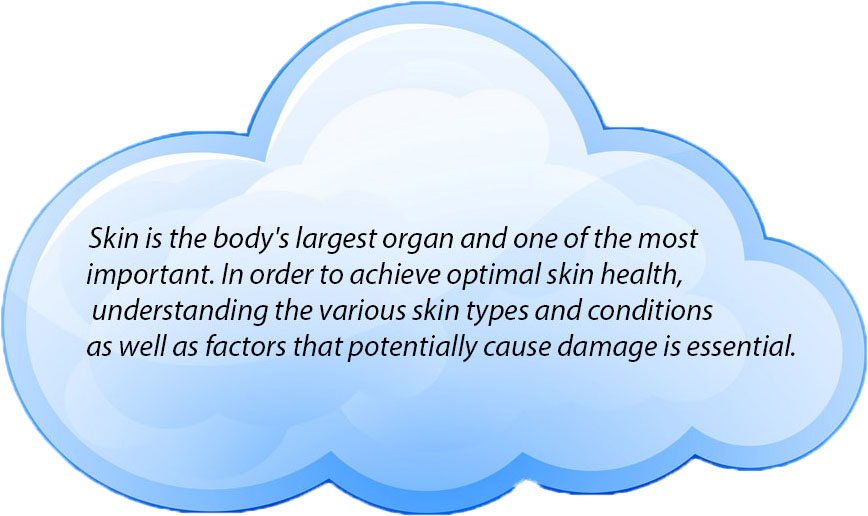 Skin is the body's largest organ and one of the most
important. In order to achieve optimal skin health,
understanding the various skin types and conditions
as well as factors that potentially cause damage is essential.